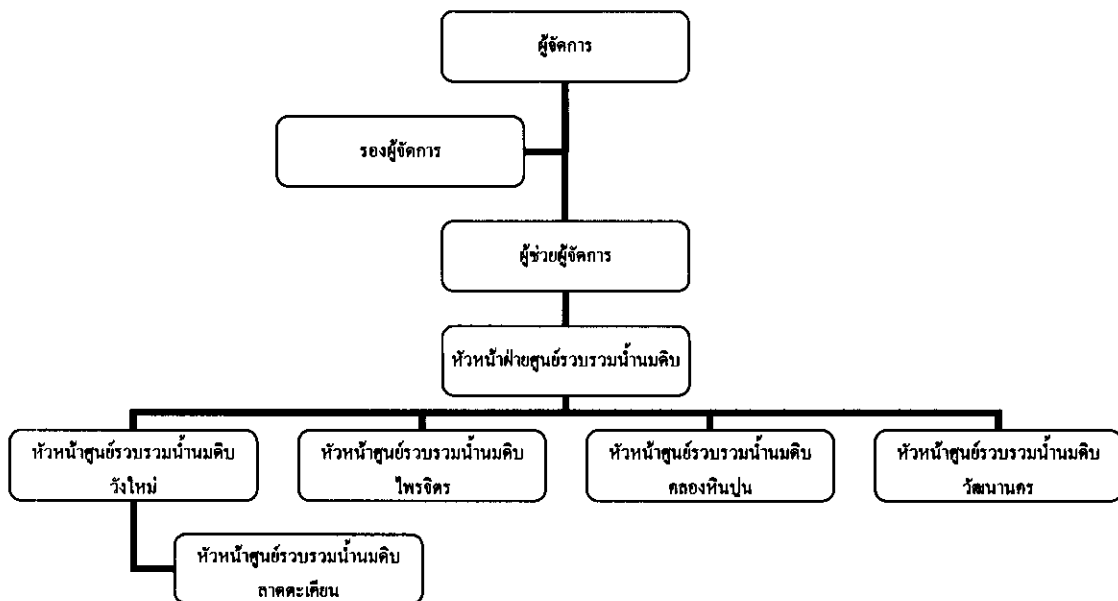 ผู้จัดการ
รองผู้จัดการ
ผู้ช่วยผู้จัดการ
หัวหน้าฝ่ายศูนย์รวบรวมน้ำนมดิบ
หัวหน้าศูนย์รวบรวมน้ำนมดิบ
วังใหม่
หัวหน้าศูนย์รวบรวมน้ำนมดิบ
ไพรจิตร
หัวหน้าศูนย์รวบรวมน้ำนมดิบ
คลองหินปูน
หัวหน้าศูนย์รวบรวมน้ำนมดิบ
วัฒนานคร
หัวหน้าศูนย์รวบรวมน้ำนมดิบ
ลาดตะเคียน